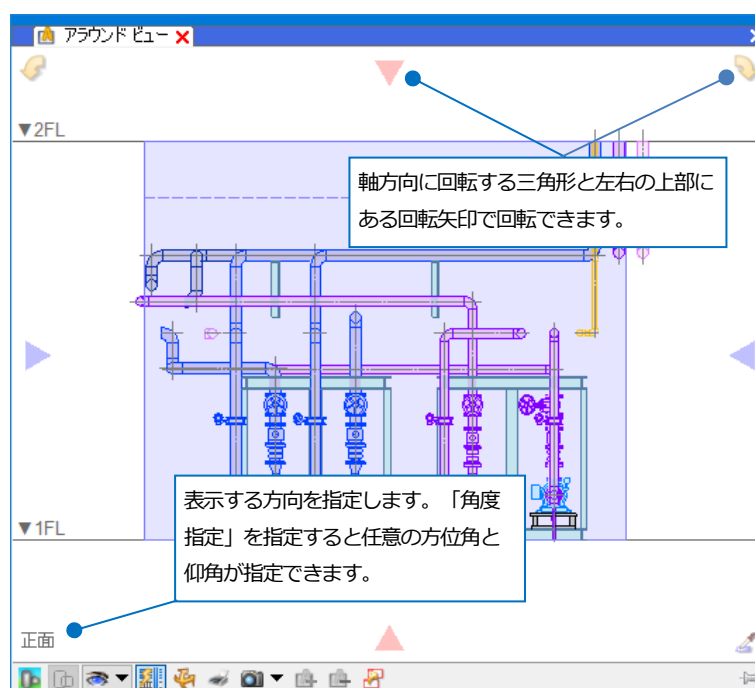 アラウンド ビュー
▼2FL
軸方向に回転する三角形と左右の上部に
ある回転矢印で回転できます。
表示する方向を指定します。「角度
指定」を指定すると任意の方位角と
仰角が指定できます。
▼1FL
正面